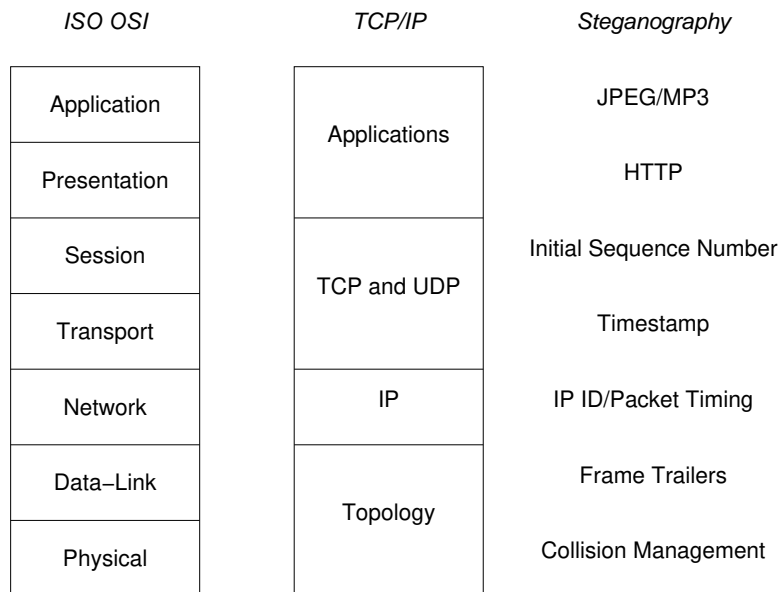 ISO OSI TCP/IP Steganography
Application Applications JPEG/MP3
Presentation HTTP
Session TCP and UDP Initial Sequence Number
Transport Timestamp
Network IP IP ID/Packet Timing
Data−Link Topology Frame Trailers
Physical Collision Management